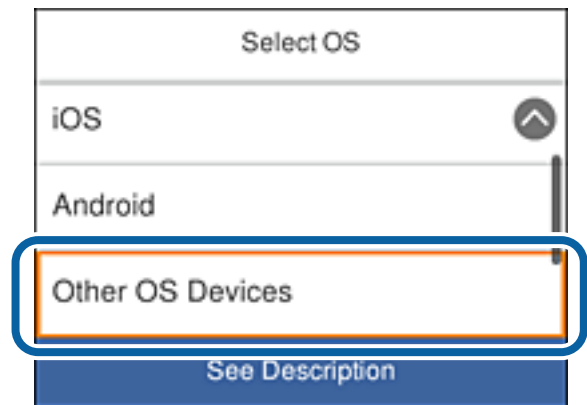 Select OS
iOS
Android
Other OS Devices
See Description